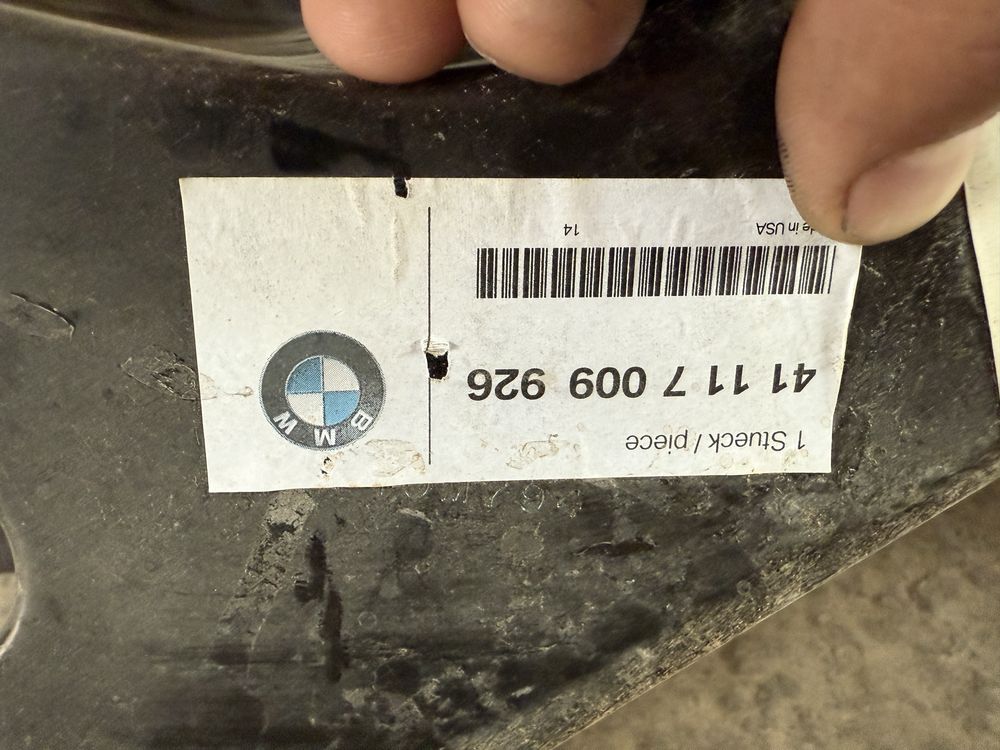 1 Stueck / piece
41 11 7 009 926
14
in USA
BMW